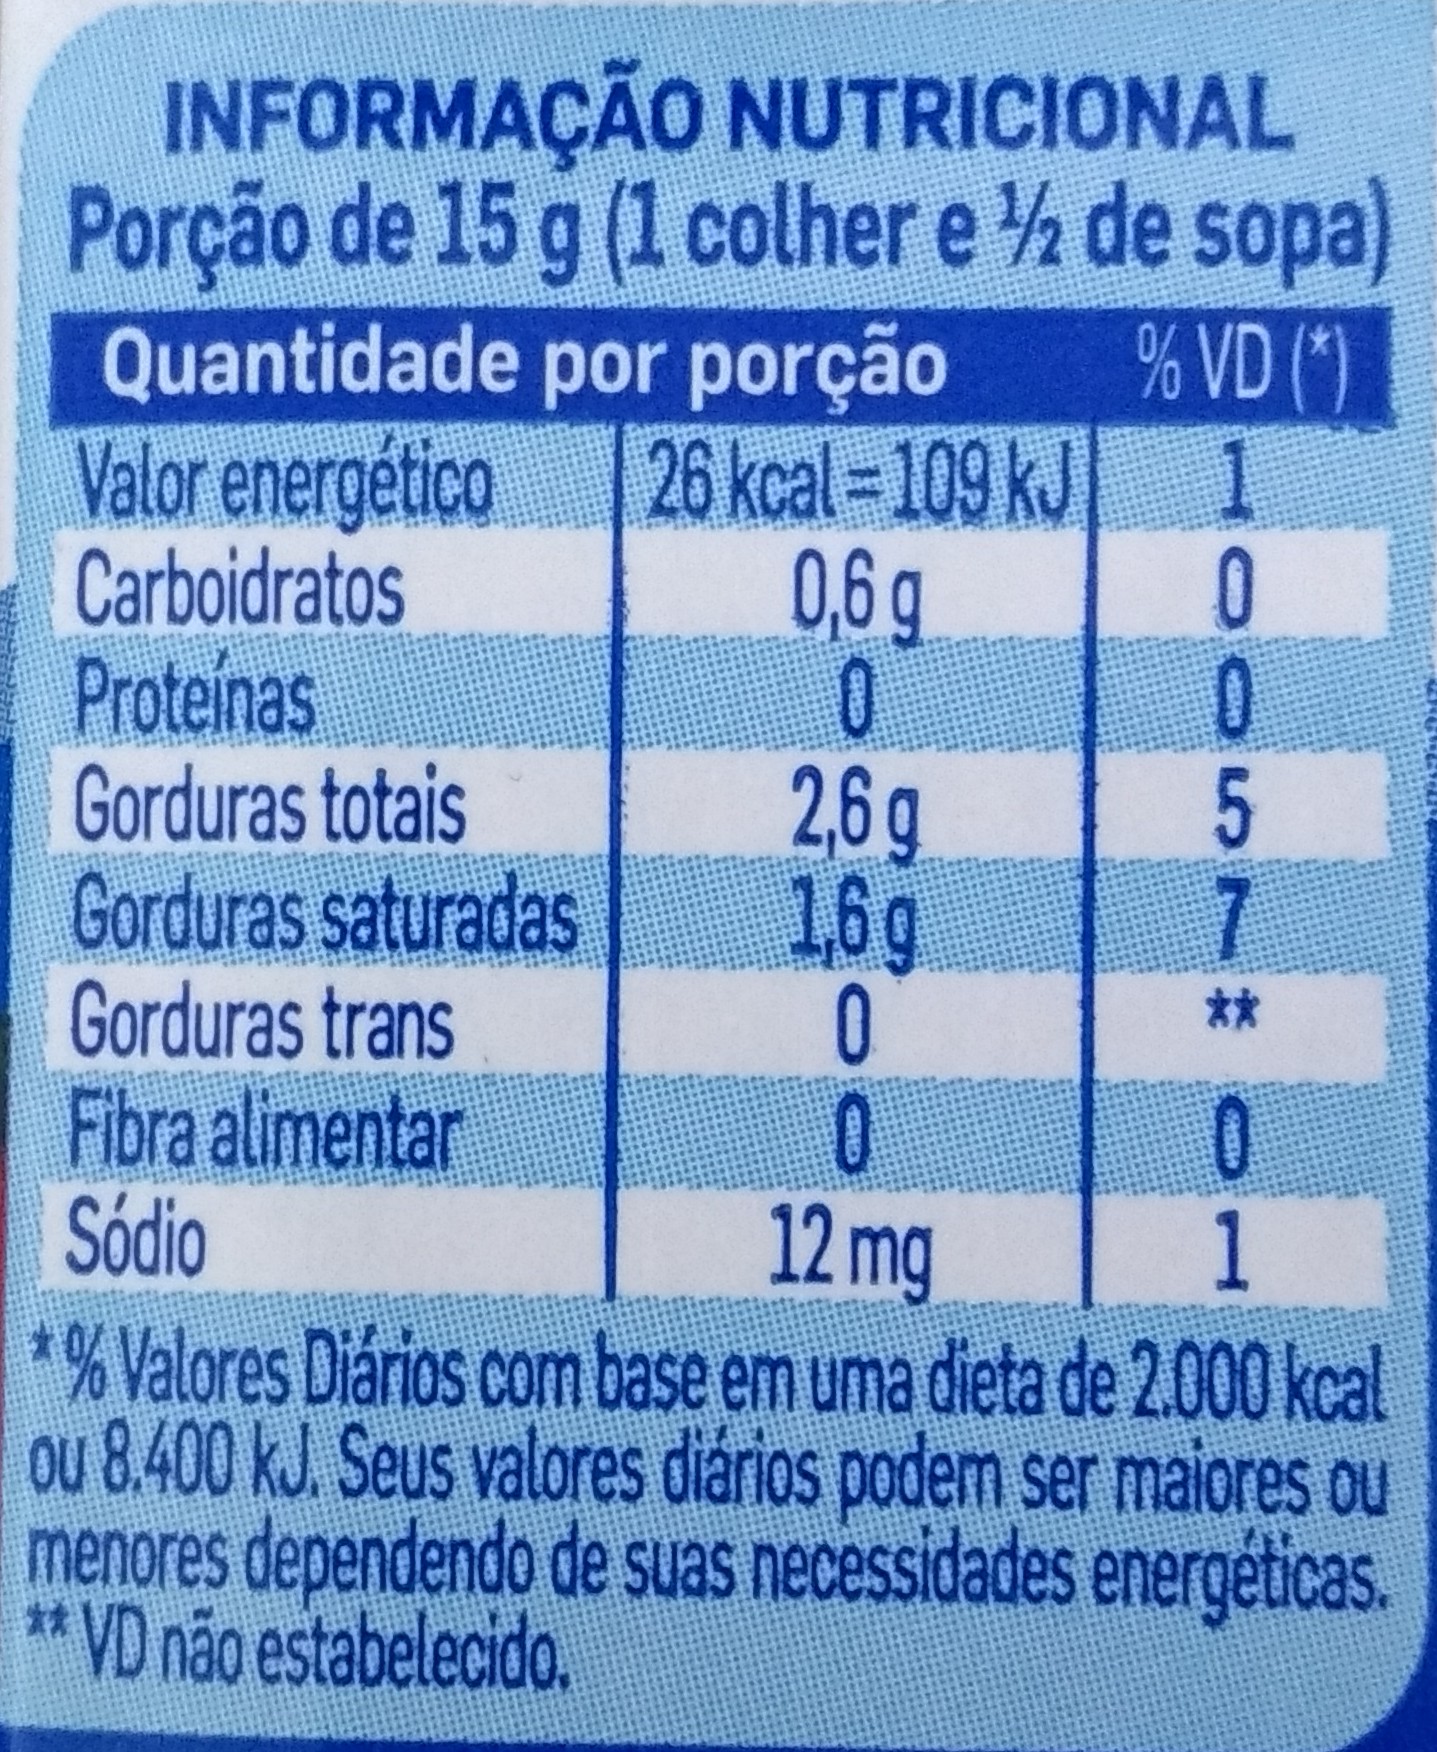 INFORMAÇÃO NUTRICIONAL
Porção de 15 g (1 colher e ½ de sopa)
Quantidade por porção % VD (*)
Valor energético 26 kcal = 109 kJ 1
Carboidratos 0,6 g 0
Proteínas 0 0
Gorduras totais 2,6 g 5
Gorduras saturadas 1,6 g 7
Gorduras trans 0 **
Fibra alimentar 0 0
Sódio 12 mg 1
* % Valores Diários com base em uma dieta de 2.000 kcal
ou 8.400 kJ. Seus valores diários podem ser maiores ou
menores dependendo de suas necessidades energéticas.
** VD não estabelecido.